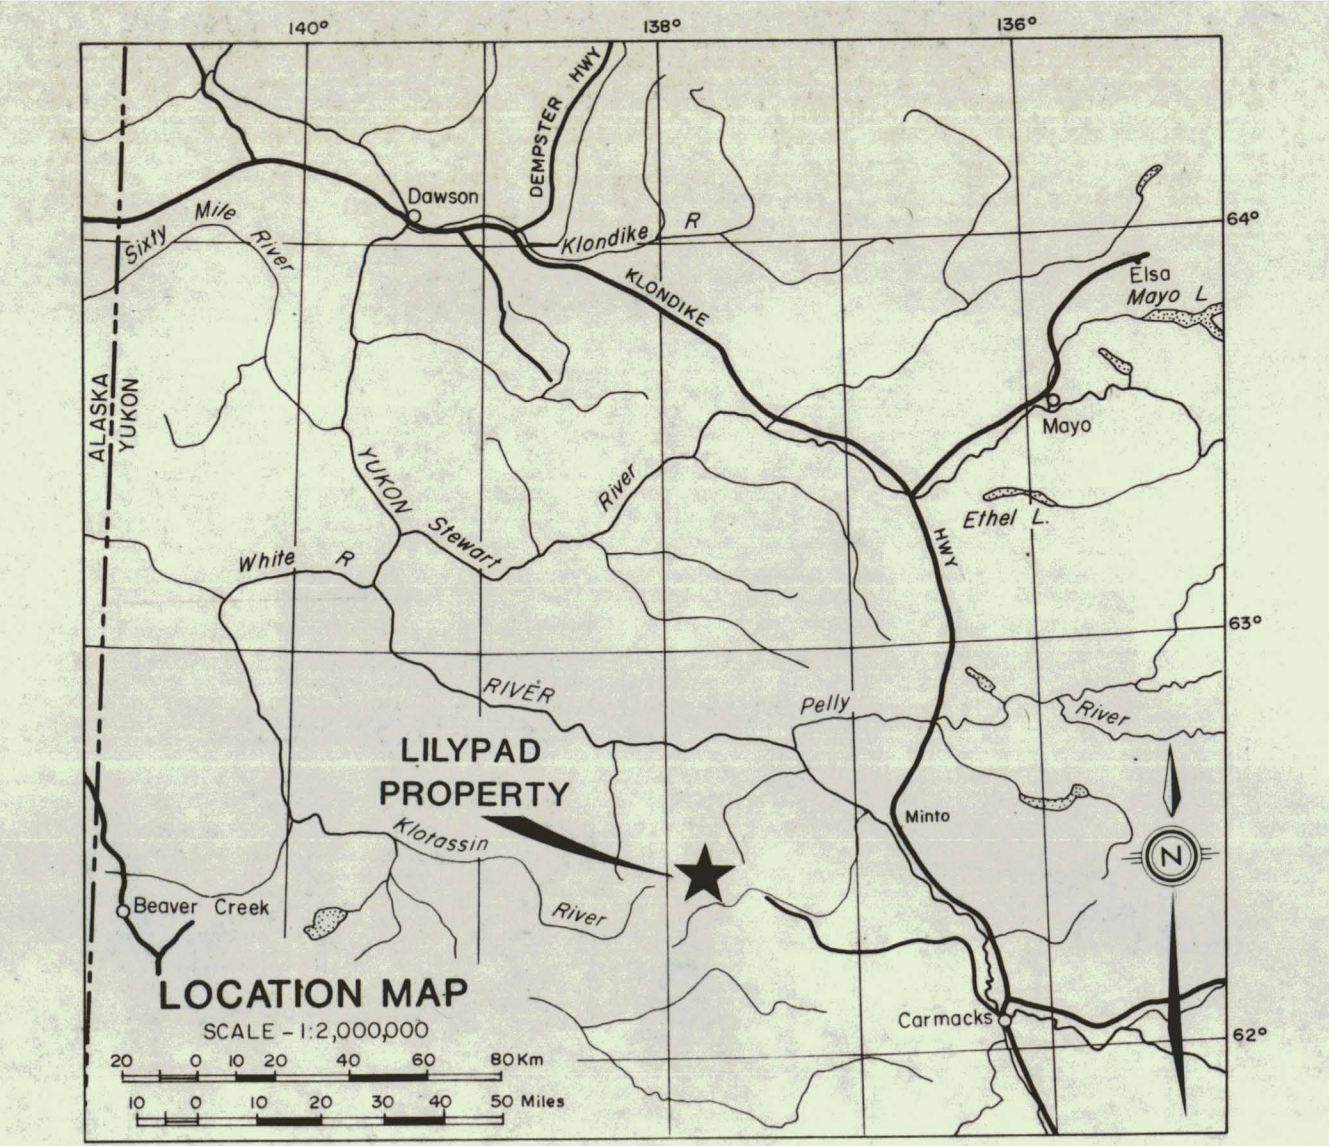 140°
138°
136°
DEMPSTER HWY
Dawson
Sixty Mile River
Klondike R
64°
KLONDIKE
Elsa
Mayo L
ALASKA
YUKON
Mayo
YUKON
Stewart River
Ethel L.
HWY
White R
63°
RIVER
Pelly River
LILYPAD
PROPERTY
Minto
Klotassin River
N
Beaver Creek
LOCATION MAP
SCALE - 1:2,000,000
Carmacks
62°
20 0 10 20 40 60 80 Km
10 0 10 20 30 40 50 Miles